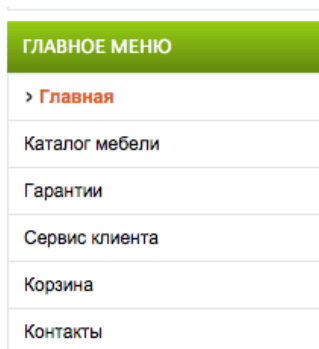 ГЛАВНОЕ МЕНЮ
› Главная
Каталог мебели
Гарантии
Сервис клиента
Корзина
Контакты